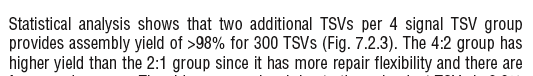 Statistical analysis shows that two additional TSVs per 4 signal TSV group
provides assembly yield of >98% for 300 TSVs (Fig. 7.2.3). The 4:2 group has
higher yield than the 2:1 group since it has more repair flexibility and there are